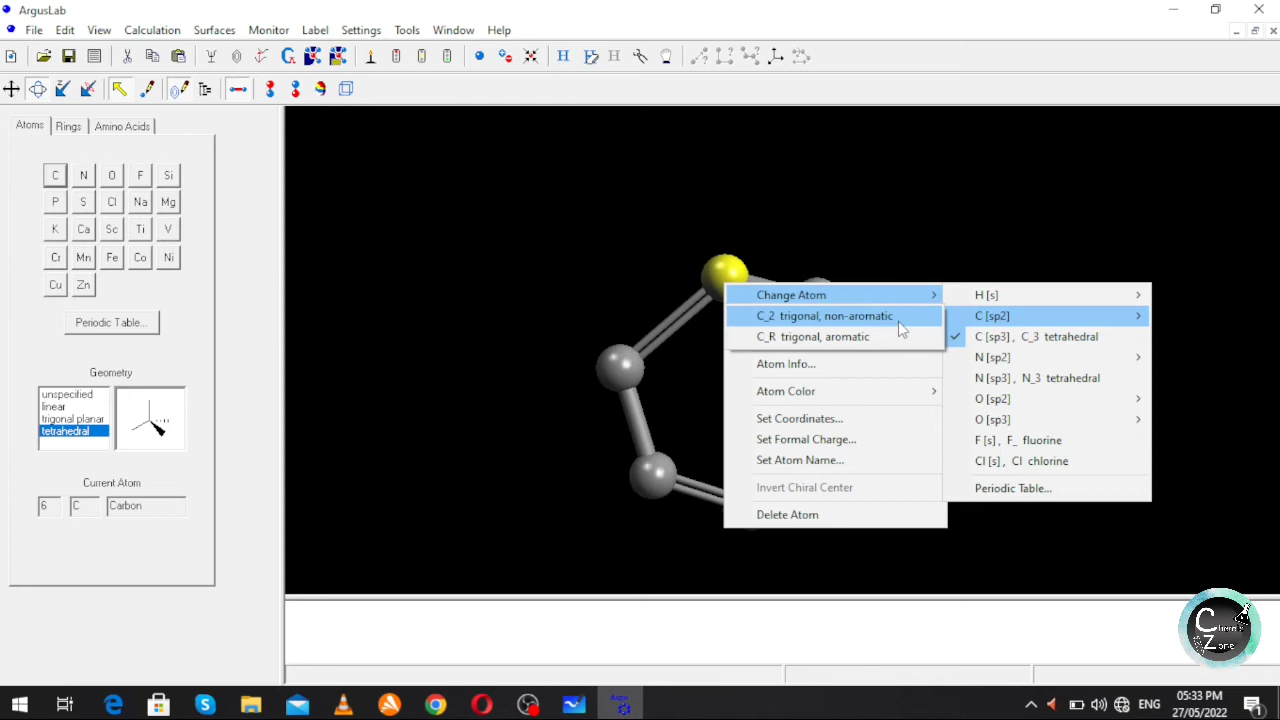 ArgusLab
File Edit View Calculation Surfaces Monitor Label Settings Tools Window Help
Atoms Rings Amino Acids
C N O F Si
P S Cl Na Mg
K Ca Sc Ti V
Cr Mn Fe Co Ni
Cu Zn
Periodic Table...
Geometry
unspecified
linear
trigonal planar
tetrahedral
Current Atom
6 C Carbon
Change Atom
C_2 trigonal, non-aromatic
C_R trigonal, aromatic
Atom Info...
Atom Color
Set Coordinates...
Set Formal Charge...
Set Atom Name...
Invert Chiral Center
Delete Atom
H [s]
C [sp2]
C [sp3] , C_3 tetrahedral
N [sp2]
N [sp3] , N_3 tetrahedral
O [sp2]
O [sp3]
F [s] , F_ fluorine
Cl [s] , Cl chlorine
Periodic Table...
Chem's
Zone
ENG
05:33 PM
27/05/2022